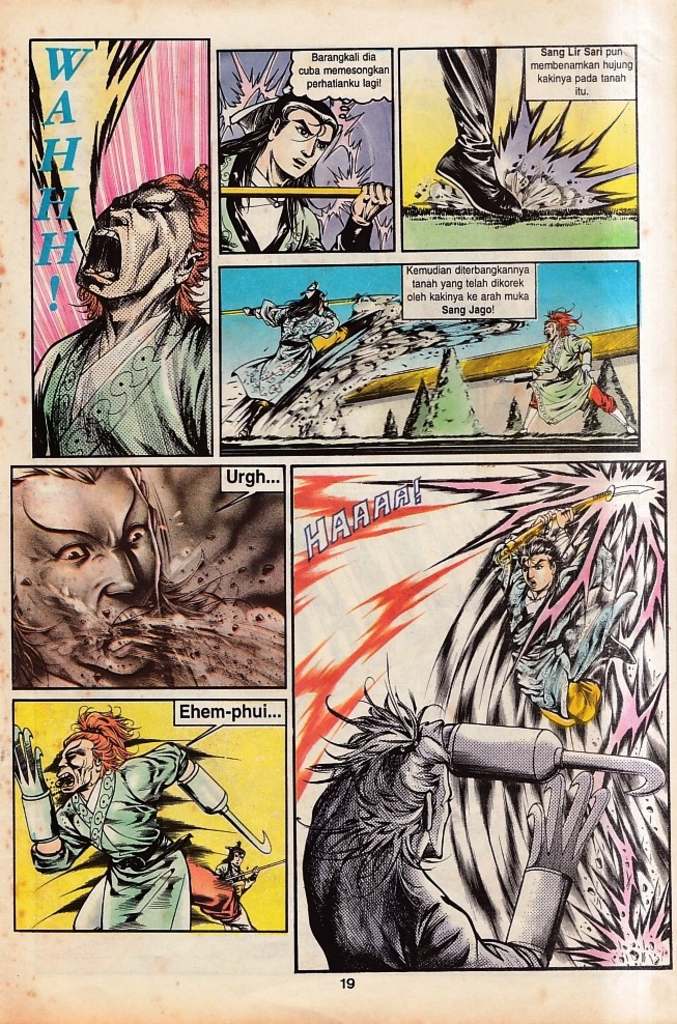 WAHHH!
Barangkali dia
cuba memesongkan
perhatianku lagi!
Sang Lir Sari pun
membenamkan hujung
kakinya pada tanah
itu.
Kemudian diterbangkannya
tanah yang telah dikorek
oleh kakinya ke arah muka
Sang Jago!
Urgh...
Ehem-phui...
HAAAA!
19